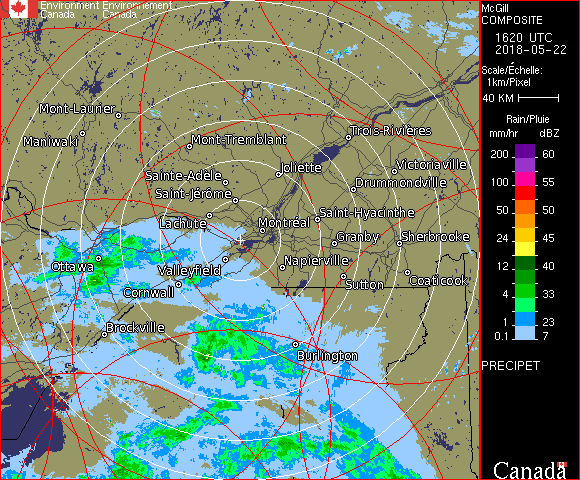 Environment Environnement
Canada Canada
McGill
COMPOSITE
1620 UTC
2018-05-22
Scale/Échelle:
1km/Pixel
40 KM
Rain/Pluie
mm/hr dBZ
200 60
100 55
50 50
24 45
12 40
4 33
1 23
0.1 7
PRECIPET
Mont-Laurier
Maniwaki
Mont-Tremblant
Trois-Rivières
Sainte-Adèle
Joliette
Victoriaville
Saint-Jérôme
Drummondville
Lachute
Montréal
Saint-Hyacinthe
Granby
Sherbrooke
Ottawa
Valleyfield
Napierville
Cornwall
Sutton
Coaticook
Brockville
Burlington
Canada